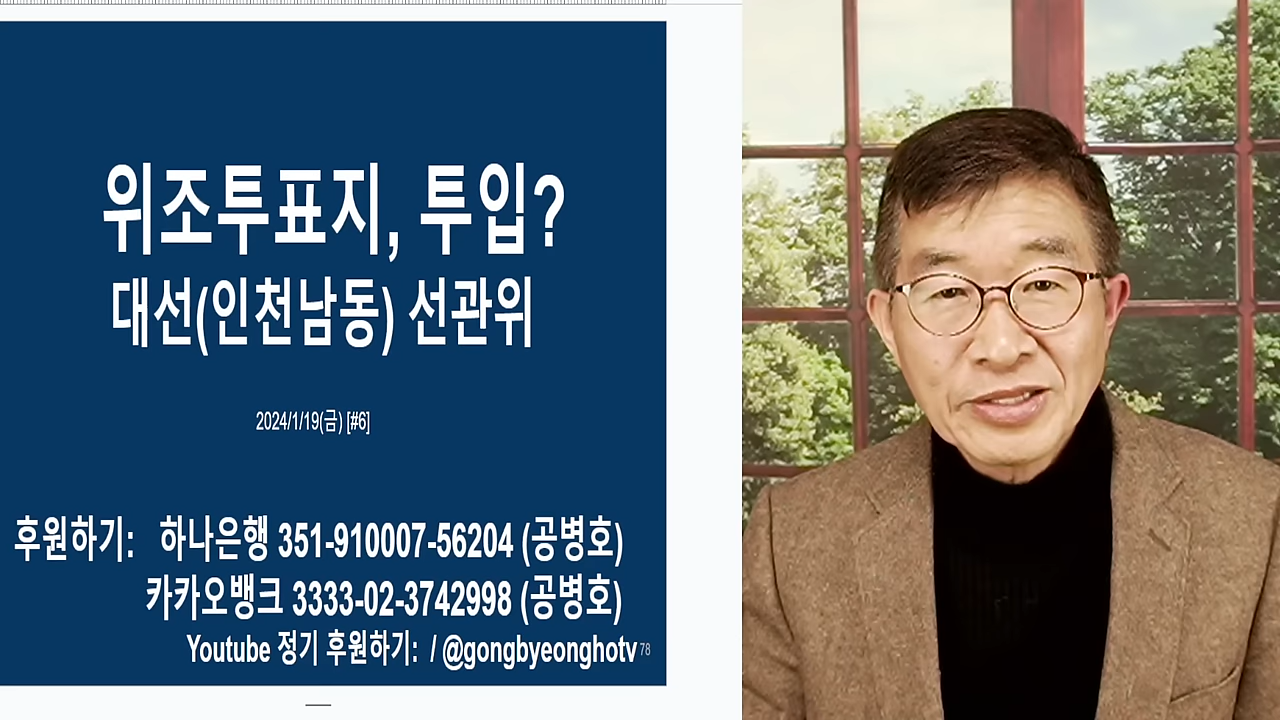 위조투표지, 투입?
대선(인천남동) 선관위
2024/1/19(금) [#6]
후원하기: 하나은행 351-910007-56204 (공병호)
카카오뱅크 3333-02-3742998 (공병호)
Youtube 정기 후원하기: / @gongbyeonghotv
78